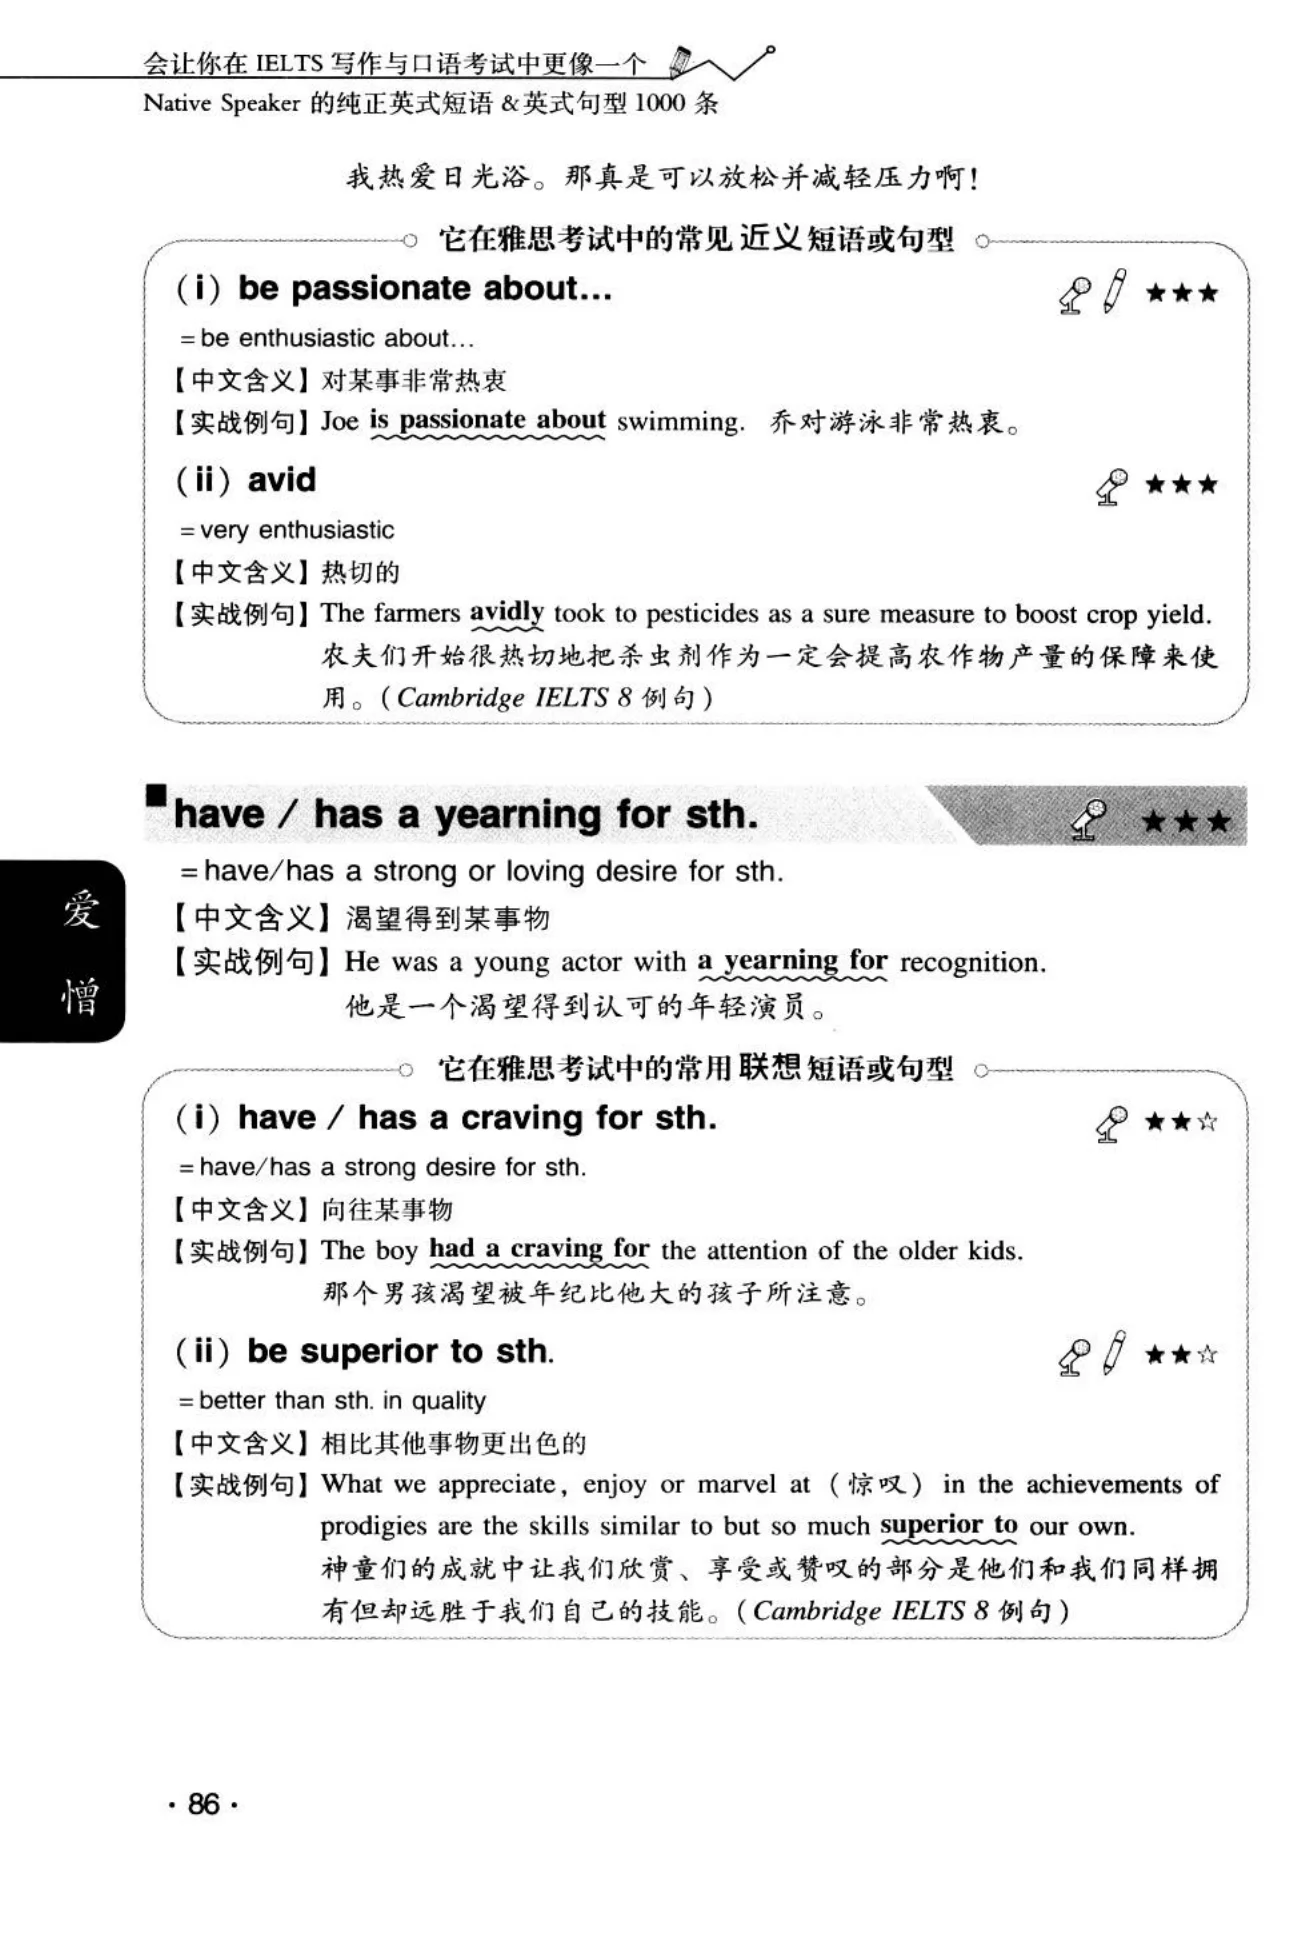 会让你在 IELTS 写作与口语考试中更像一个
Native Speaker 的纯正英式短语 & 英式句型 1000 条
我热爱日光浴。那真是可以放松并减轻压力啊!
它在雅思考试中的常见近义短语或句型
(i) be passionate about... ★★★
= be enthusiastic about...
【中文含义】对某事非常热衷
【实战例句】Joe is passionate about swimming. 乔对游泳非常热衷。
(ii) avid ★★★
= very enthusiastic
【中文含义】热切的
【实战例句】The farmers avidly took to pesticides as a sure measure to boost crop yield.
农夫们开始很热切地把杀虫剂作为一定会提高农作物产量的保障来使
用。(Cambridge IELTS 8 例句)
■ have / has a yearning for sth. ★★★
= have/has a strong or loving desire for sth.
【中文含义】渴望得到某事物
【实战例句】He was a young actor with a yearning for recognition.
他是一个渴望得到认可的年轻演员。
爱
憎
它在雅思考试中的常用联想短语或句型
(i) have / has a craving for sth. ★★☆
= have/has a strong desire for sth.
【中文含义】向往某事物
【实战例句】The boy had a craving for the attention of the older kids.
那个男孩渴望被年纪比他大的孩子所注意。
(ii) be superior to sth. ★★☆
= better than sth. in quality
【中文含义】相比其他事物更出色的
【实战例句】What we appreciate, enjoy or marvel at (惊叹) in the achievements of
prodigies are the skills similar to but so much superior to our own.
神童们的成就中让我们欣赏、享受或赞叹的部分是他们和我们同样拥
有但却远胜于我们自己的技能。(Cambridge IELTS 8 例句)
· 86 ·